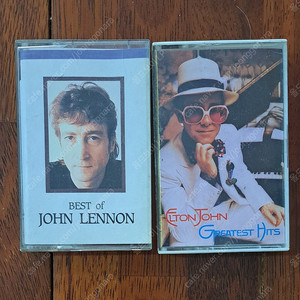 BEST of
JOHN LENNON
ELTON JOHN
GREATEST HITS